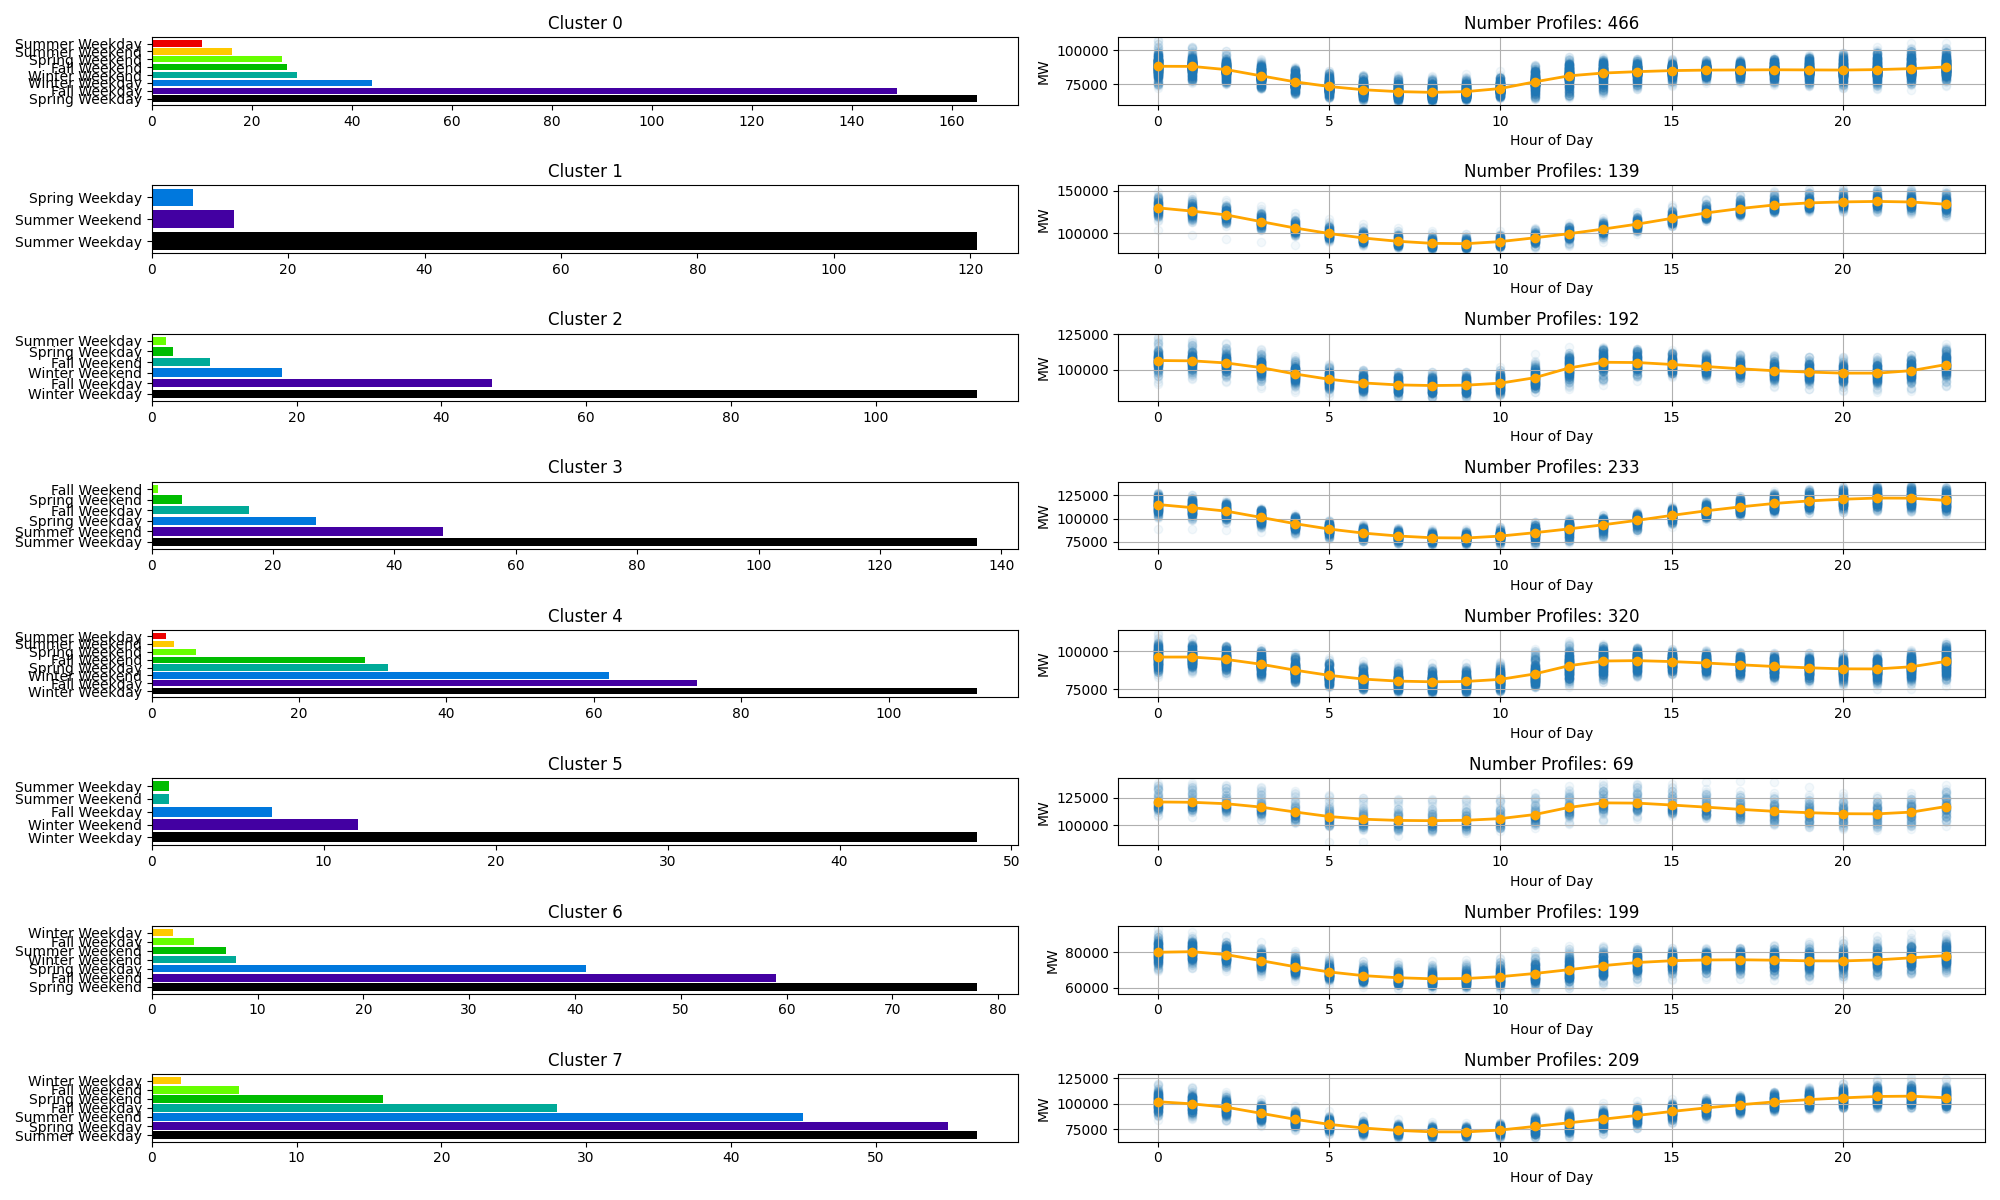 Cluster 0
Summer Weekday
Summer Weekend
Spring Weekend
Fall Weekend
Winter Weekend
Winter Weekday
Fall Weekday
Spring Weekday
0 20 40 60 80 100 120 140 160
Number Profiles: 466
MW
100000
75000
0 5 10 15 20
Hour of Day
Cluster 1
Spring Weekday
Summer Weekend
Summer Weekday
0 20 40 60 80 100 120
Number Profiles: 139
MW
150000
100000
0 5 10 15 20
Hour of Day
Cluster 2
Summer Weekday
Spring Weekday
Fall Weekend
Winter Weekend
Fall Weekday
Winter Weekday
0 20 40 60 80 100
Number Profiles: 192
MW
125000
100000
0 5 10 15 20
Hour of Day
Cluster 3
Fall Weekend
Spring Weekend
Fall Weekday
Spring Weekday
Summer Weekend
Summer Weekday
0 20 40 60 80 100 120 140
Number Profiles: 233
MW
125000
100000
75000
0 5 10 15 20
Hour of Day
Cluster 4
Summer Weekday
Summer Weekend
Spring Weekend
Fall Weekend
Spring Weekday
Winter Weekend
Fall Weekday
Winter Weekday
0 20 40 60 80 100
Number Profiles: 320
MW
100000
75000
0 5 10 15 20
Hour of Day
Cluster 5
Summer Weekday
Summer Weekend
Fall Weekday
Winter Weekend
Winter Weekday
0 10 20 30 40 50
Number Profiles: 69
MW
125000
100000
0 5 10 15 20
Hour of Day
Cluster 6
Winter Weekday
Fall Weekday
Summer Weekend
Winter Weekend
Spring Weekday
Fall Weekend
Spring Weekend
0 10 20 30 40 50 60 70 80
Number Profiles: 199
MW
80000
60000
0 5 10 15 20
Hour of Day
Cluster 7
Winter Weekday
Fall Weekend
Spring Weekend
Fall Weekday
Summer Weekend
Spring Weekday
Summer Weekday
0 10 20 30 40 50
Number Profiles: 209
MW
125000
100000
75000
0 5 10 15 20
Hour of Day